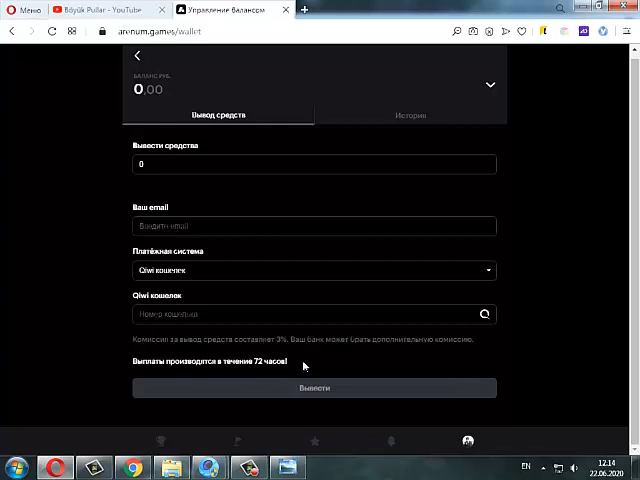 Меню
Böyük Pullar - YouTube
Управление балансом
arenum.games/wallet
БАЛАНС РУБ.
0,00
Вывод средств
История
Вывести средства
0
Ваш email
Введите email
Платёжная система
Qiwi кошелек
Qiwi кошелек
Номер кошелька
Комиссия за вывод средств составляет 3%. Ваш банк может брать дополнительную комиссию.
Выплаты производятся в течение 72 часов!
Вывести
EN
12:14
22.06.2020